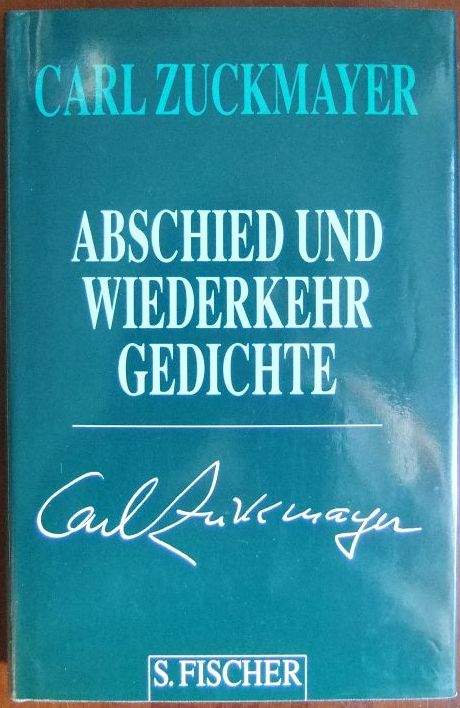 CARL ZUCKMAYER
ABSCHIED UND
WIEDERKEHR
GEDICHTE
Carl Zuckmayer
S. FISCHER